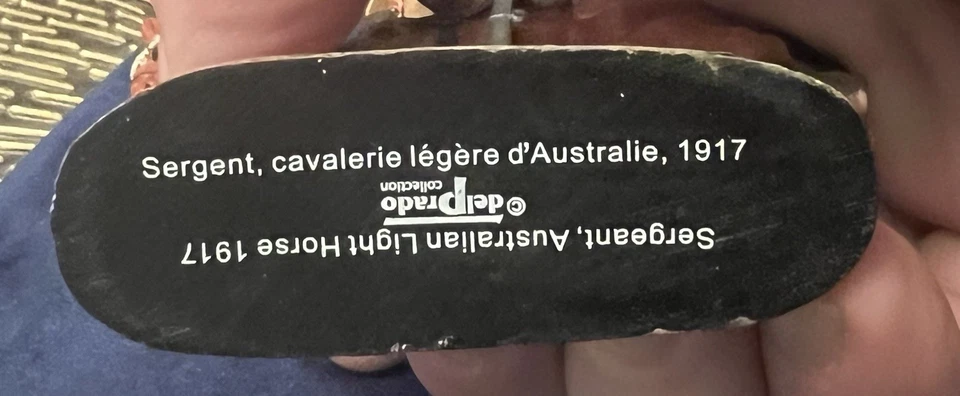 Sergent, cavalerie légère d'Australie, 1917
Sergeant, Australian Light Horse 1917
© delPrado
collection